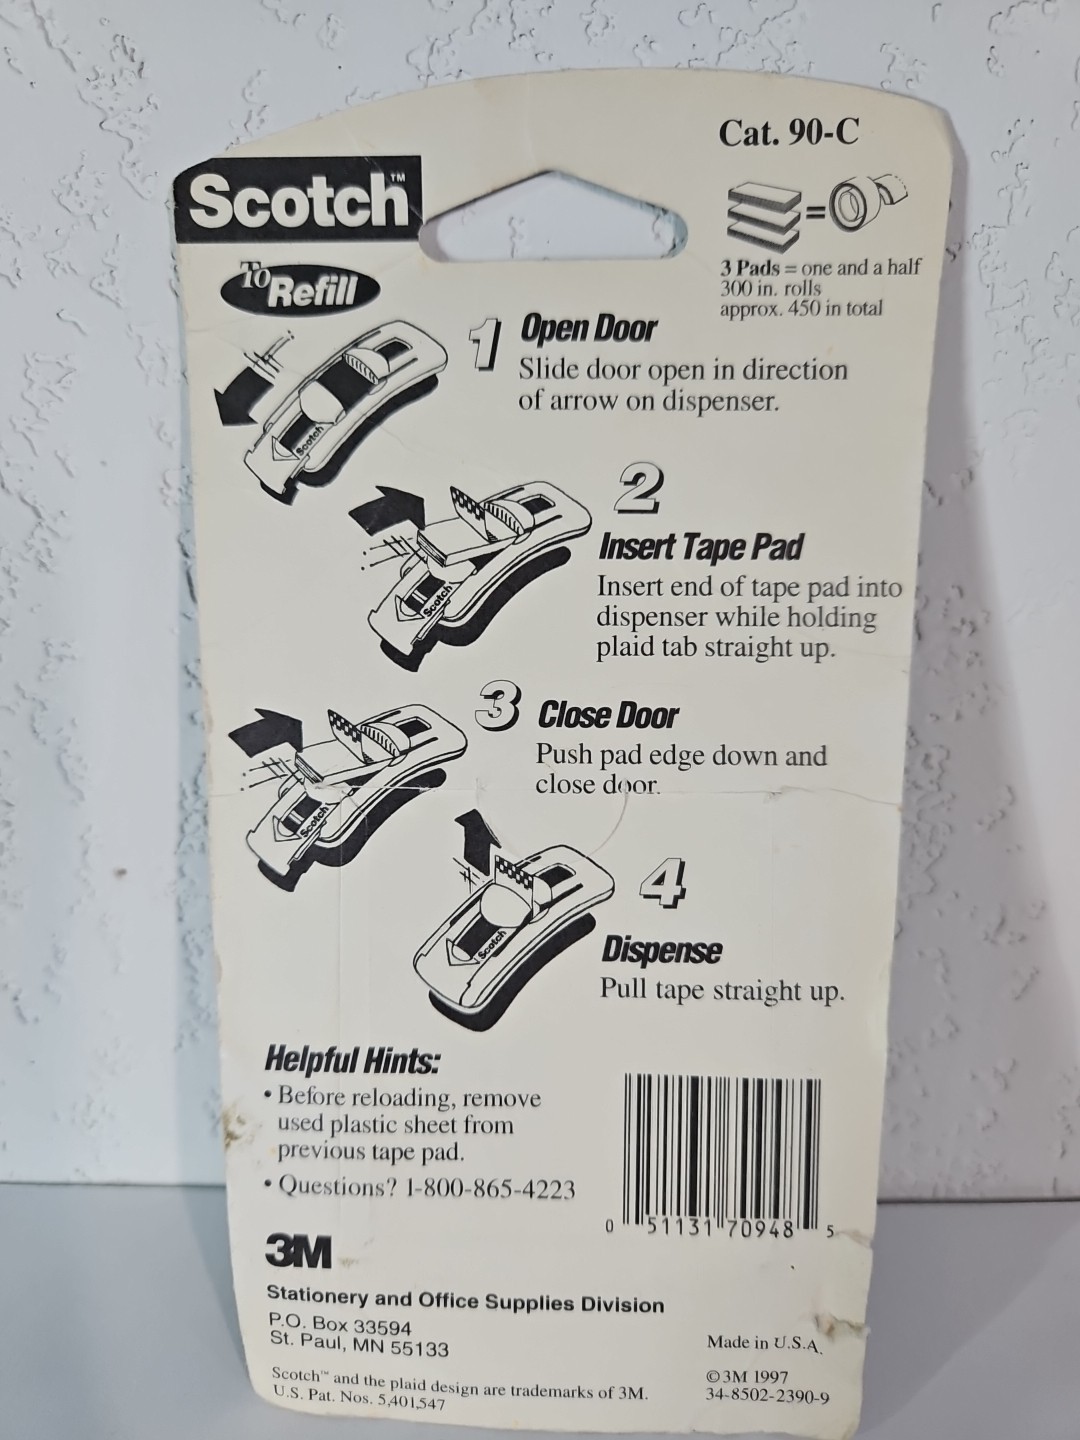 Scotch™
Cat. 90-C
=
3 Pads = one and a half
300 in. rolls
approx. 450 in total
To Refill
1
Open Door
Slide door open in direction
of arrow on dispenser.
Scotch
2
Insert Tape Pad
Insert end of tape pad into
dispenser while holding
plaid tab straight up.
Scotch
3
Close Door
Push pad edge down and
close door.
Scotch
4
Dispense
Pull tape straight up.
Scotch
Helpful Hints:
• Before reloading, remove
used plastic sheet from
previous tape pad.
• Questions? 1-800-865-4223
0 51131 70948 5
3M
Stationery and Office Supplies Division
P.O. Box 33594
St. Paul, MN 55133
Made in U.S.A.
Scotch™ and the plaid design are trademarks of 3M.
U.S. Pat. Nos. 5,401,547
©3M 1997
34-8502-2390-9